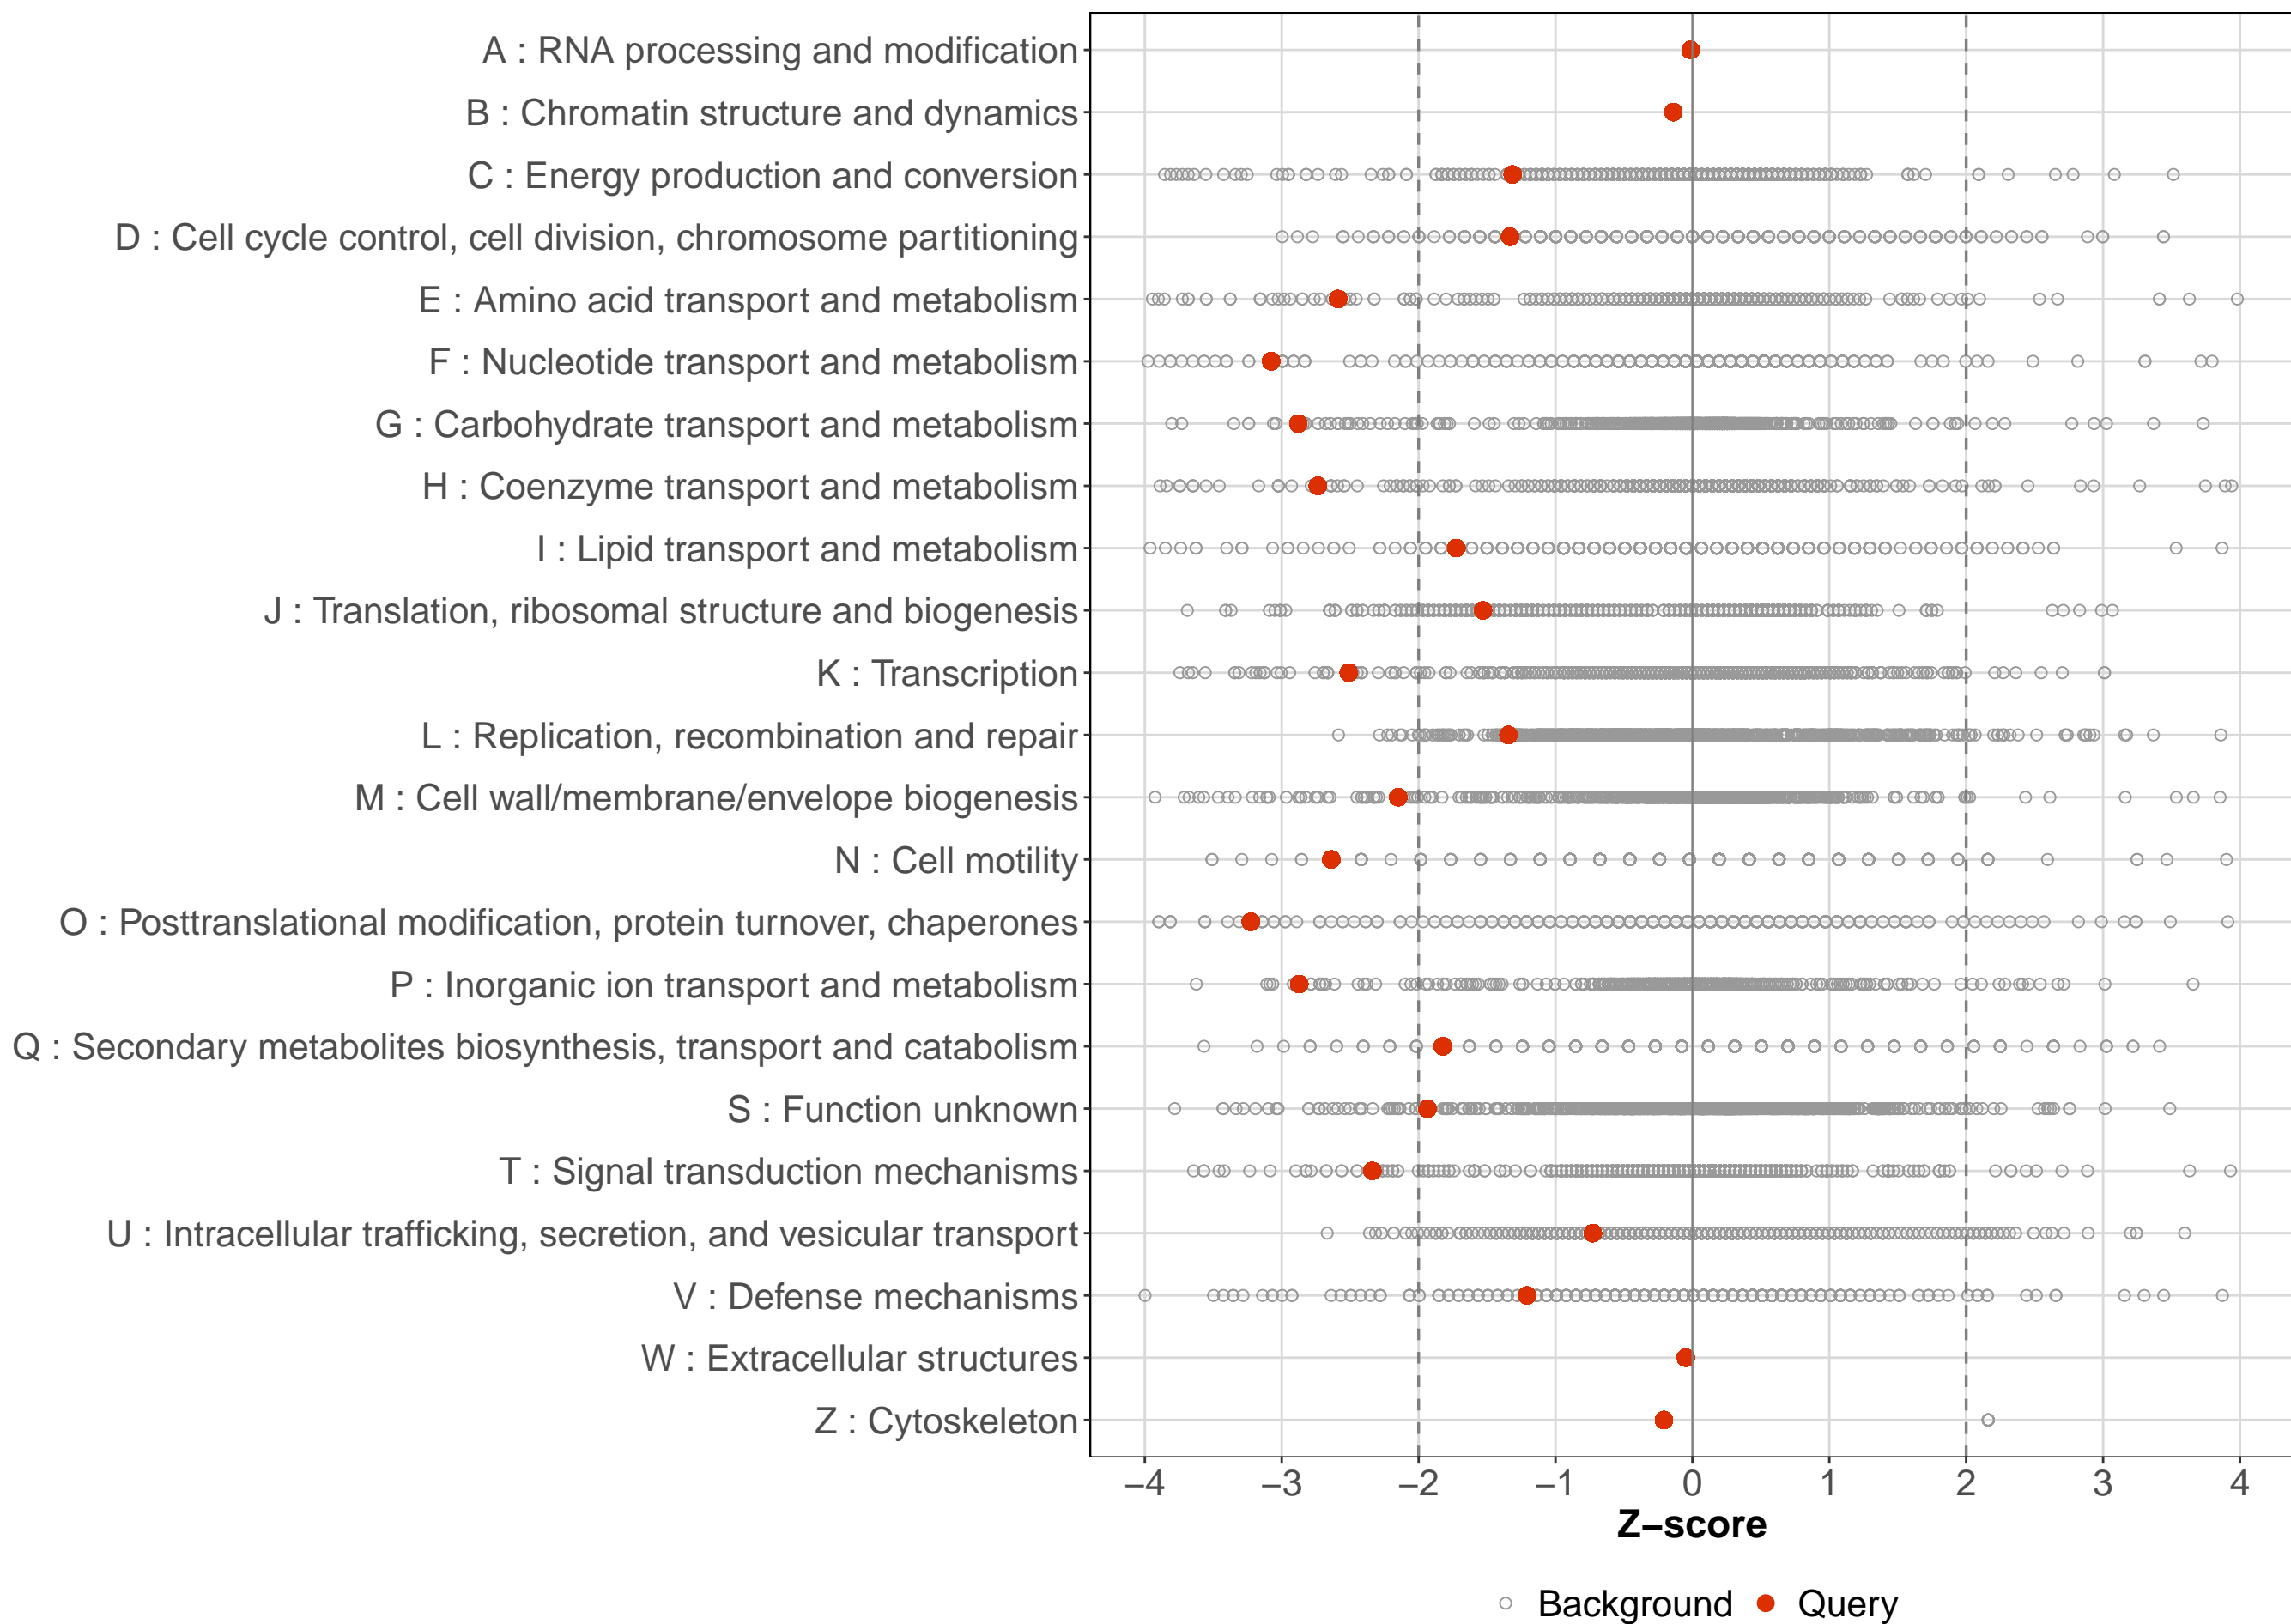 A : RNA processing and modification
B : Chromatin structure and dynamics
C : Energy production and conversion
D : Cell cycle control, cell division, chromosome partitioning
E : Amino acid transport and metabolism
F : Nucleotide transport and metabolism
G : Carbohydrate transport and metabolism
H : Coenzyme transport and metabolism
I : Lipid transport and metabolism
J : Translation, ribosomal structure and biogenesis
K : Transcription
L : Replication, recombination and repair
M : Cell wall/membrane/envelope biogenesis
N : Cell motility
O : Posttranslational modification, protein turnover, chaperones
P : Inorganic ion transport and metabolism
Q : Secondary metabolites biosynthesis, transport and catabolism
S : Function unknown
T : Signal transduction mechanisms
U : Intracellular trafficking, secretion, and vesicular transport
V : Defense mechanisms
W : Extracellular structures
Z : Cytoskeleton
−4 −3 −2 −1 0 1 2 3 4
Z−score
Background Query